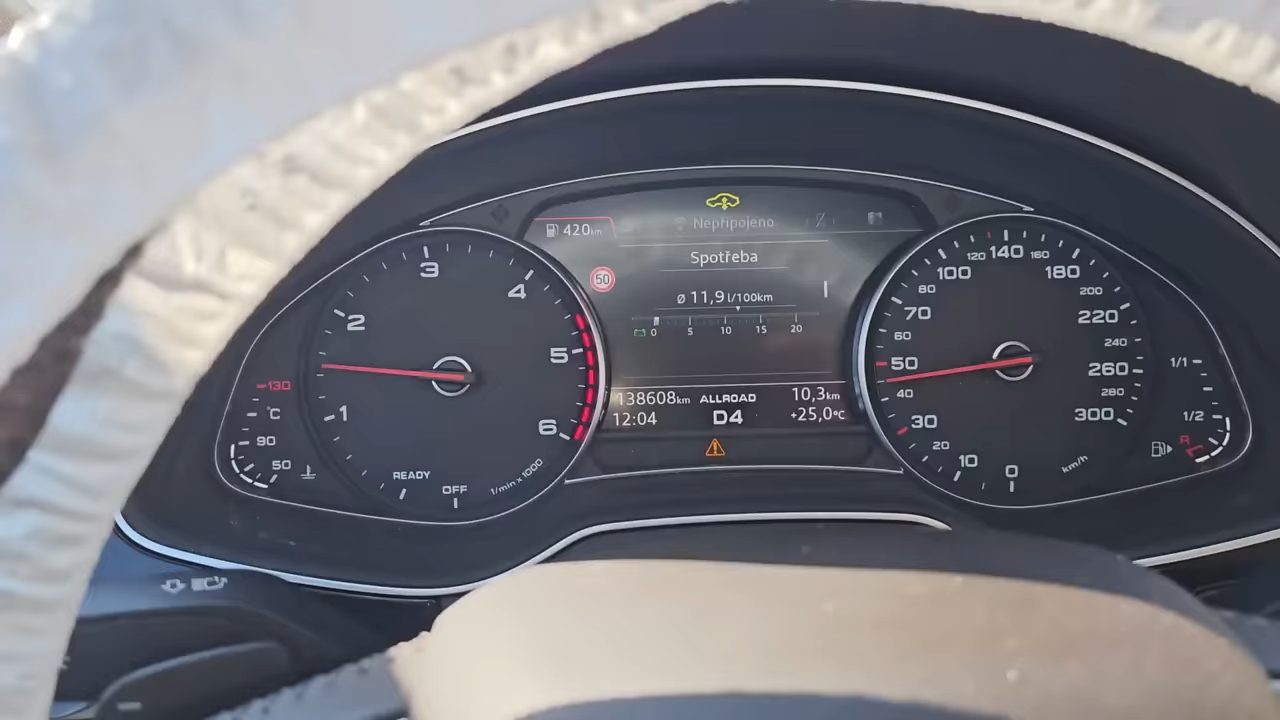 420km
Nepřipojeno
Spotřeba
50
Ø 11,9 l/100km
0 5 10 15 20
138608km ALLROAD 10,3km
12:04 D4 +25,0°C
1 2 3 4 5 6
READY
OFF
1/min x 1000
130
°C
90
50
0 10 20 30 40 50 60 70 80 100 120 140 160 180 200 220 240 260 280 300
km/h
1/1
1/2
R